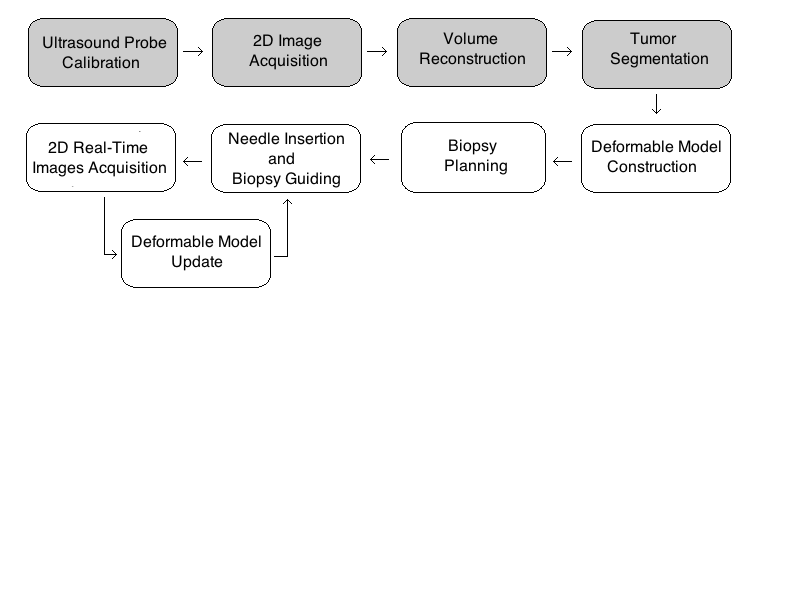 Ultrasound Probe
Calibration
2D Image
Acquisition
Volume
Reconstruction
Tumor
Segmentation
Deformable Model
Construction
Biopsy
Planning
Needle Insertion
and
Biopsy Guiding
2D Real-Time
Images Acquisition
Deformable Model
Update